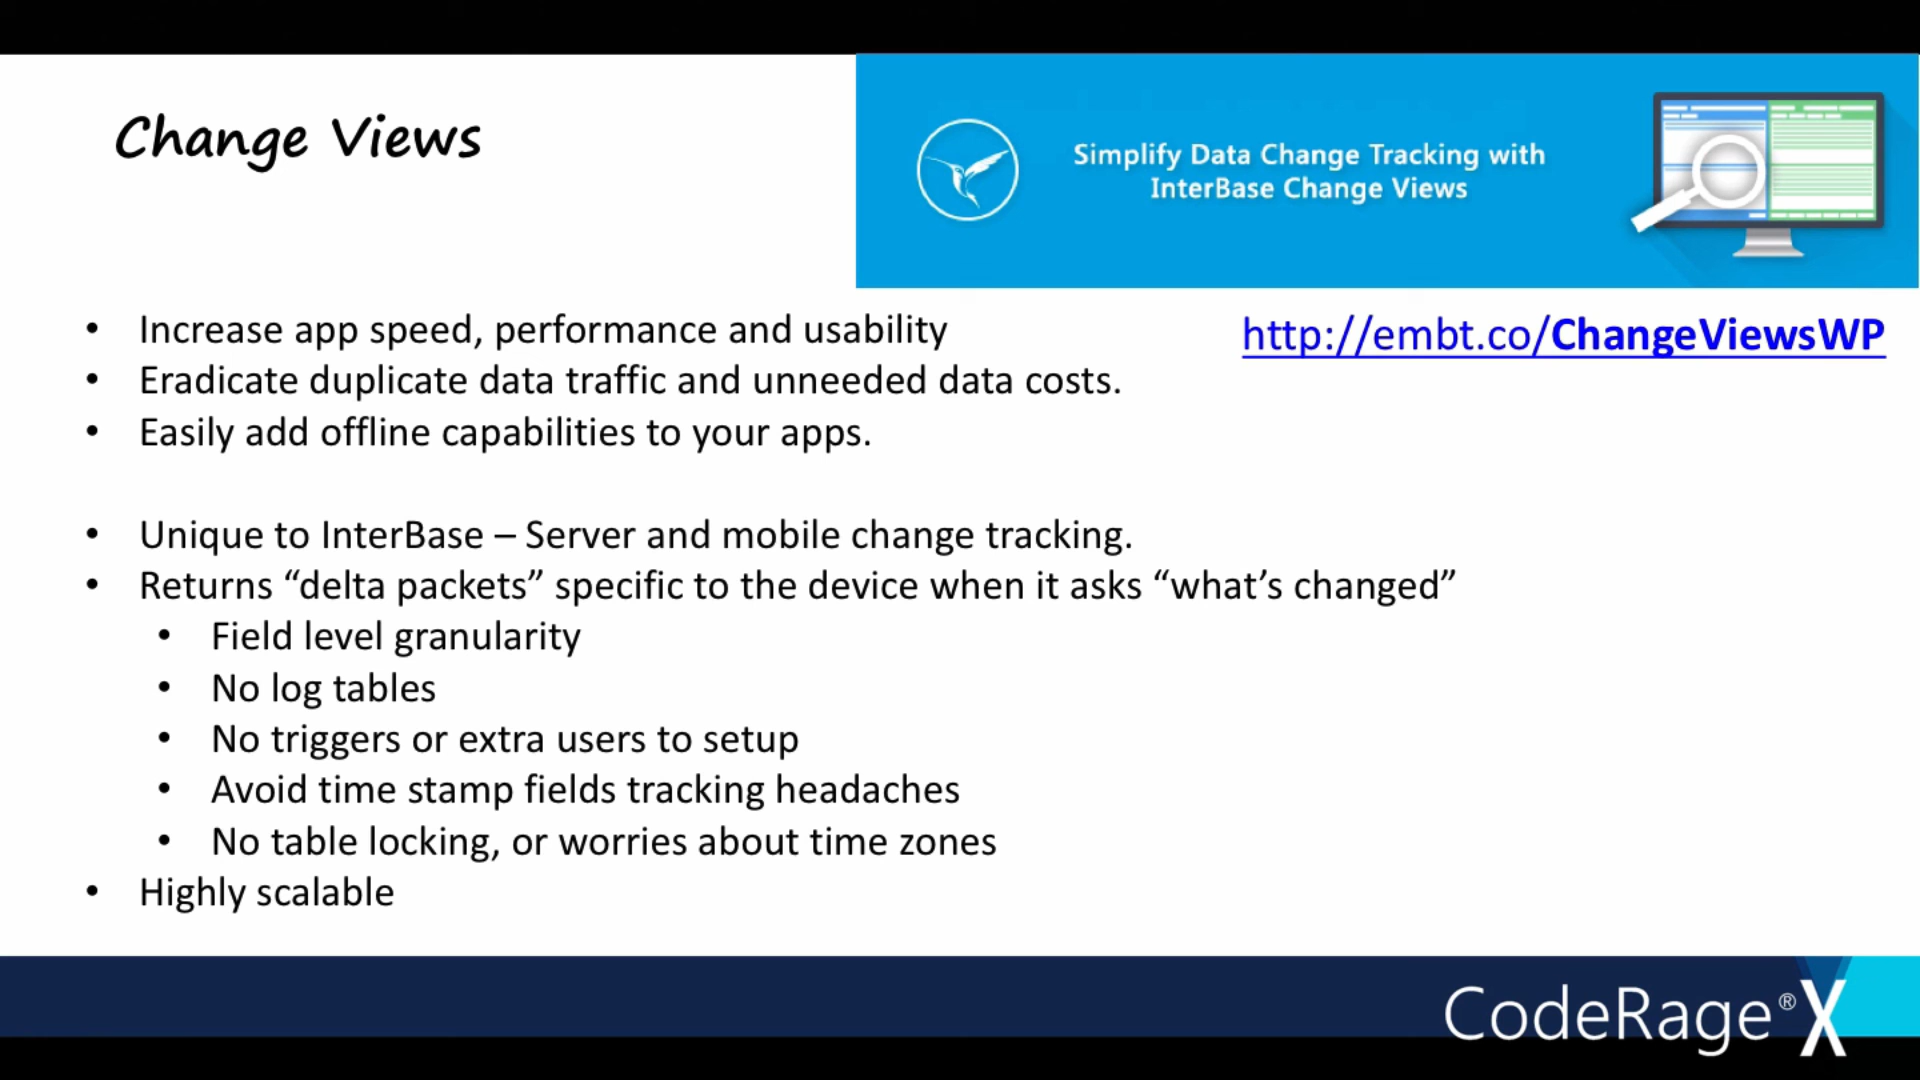 Change Views
Simplify Data Change Tracking with
InterBase Change Views
http://embt.co/ChangeViewsWP
• Increase app speed, performance and usability
• Eradicate duplicate data traffic and unneeded data costs.
• Easily add offline capabilities to your apps.
• Unique to InterBase – Server and mobile change tracking.
• Returns “delta packets” specific to the device when it asks “what’s changed”
• Field level granularity
• No log tables
• No triggers or extra users to setup
• Avoid time stamp fields tracking headaches
• No table locking, or worries about time zones
• Highly scalable
CodeRage® X